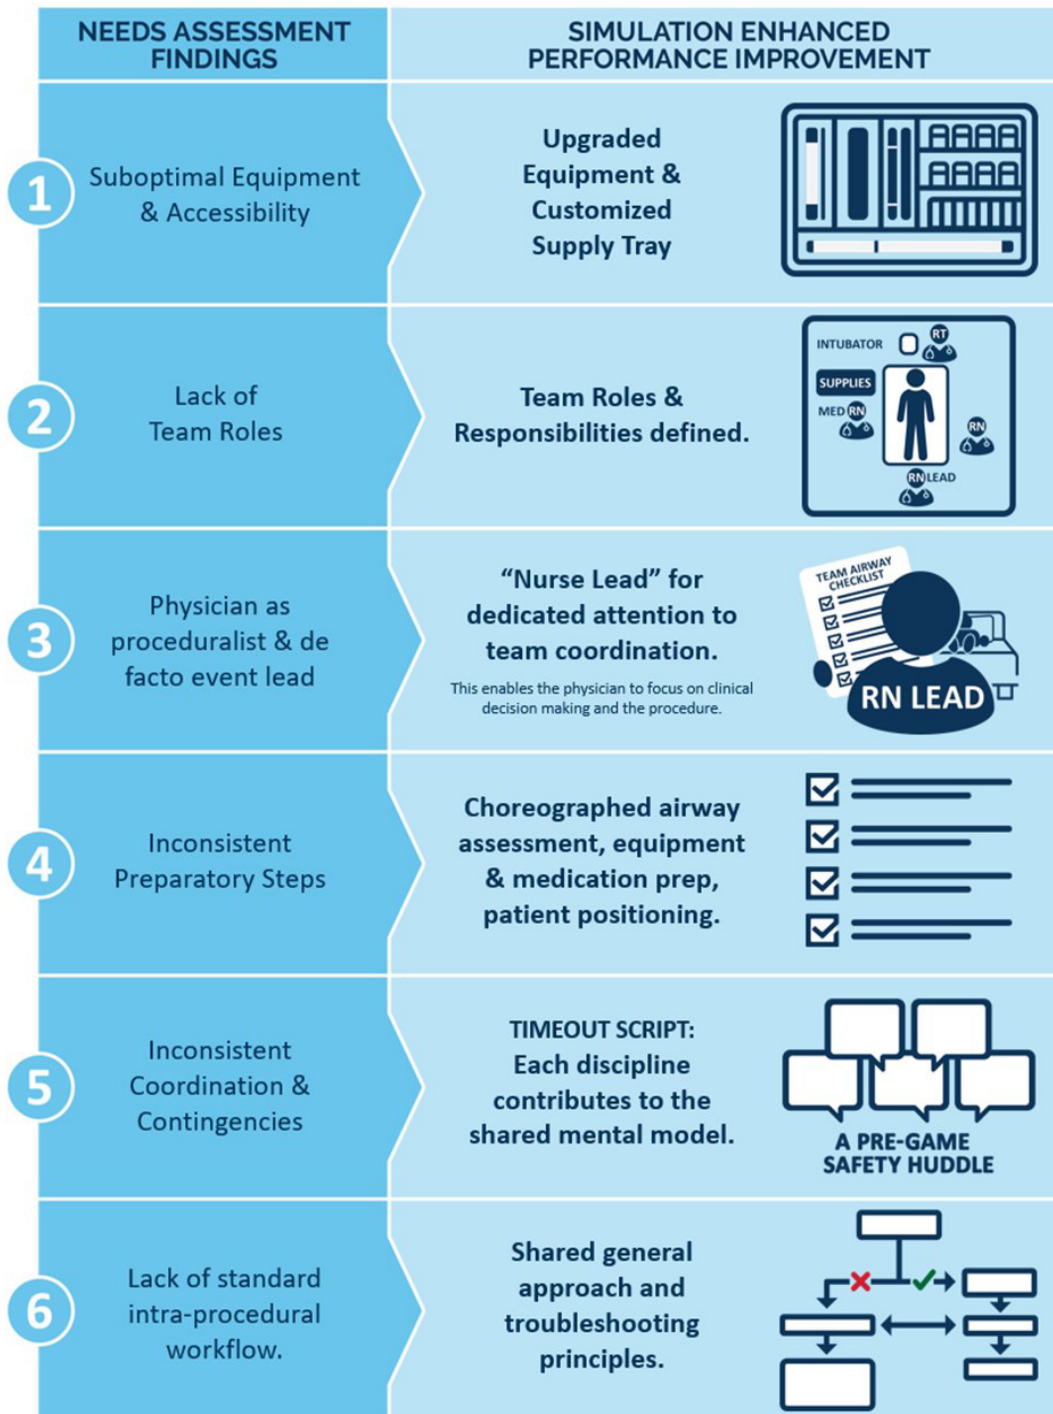 NEEDS ASSESSMENT
FINDINGS
SIMULATION ENHANCED
PERFORMANCE IMPROVEMENT
1
Suboptimal Equipment
& Accessibility
Upgraded
Equipment &
Customized
Supply Tray
2
Lack of
Team Roles
Team Roles &
Responsibilities defined.
INTUBATOR
RT
SUPPLIES
MED RN
RN
RN LEAD
3
Physician as
proceduralist & de
facto event lead
“Nurse Lead” for
dedicated attention to
team coordination.
This enables the physician to focus on clinical
decision making and the procedure.
TEAM AIRWAY
CHECKLIST
RN LEAD
4
Inconsistent
Preparatory Steps
Choreographed airway
assessment, equipment
& medication prep,
patient positioning.
5
Inconsistent
Coordination &
Contingencies
TIMEOUT SCRIPT:
Each discipline
contributes to the
shared mental model.
A PRE-GAME
SAFETY HUDDLE
6
Lack of standard
intra-procedural
workflow.
Shared general
approach and
troubleshooting
principles.